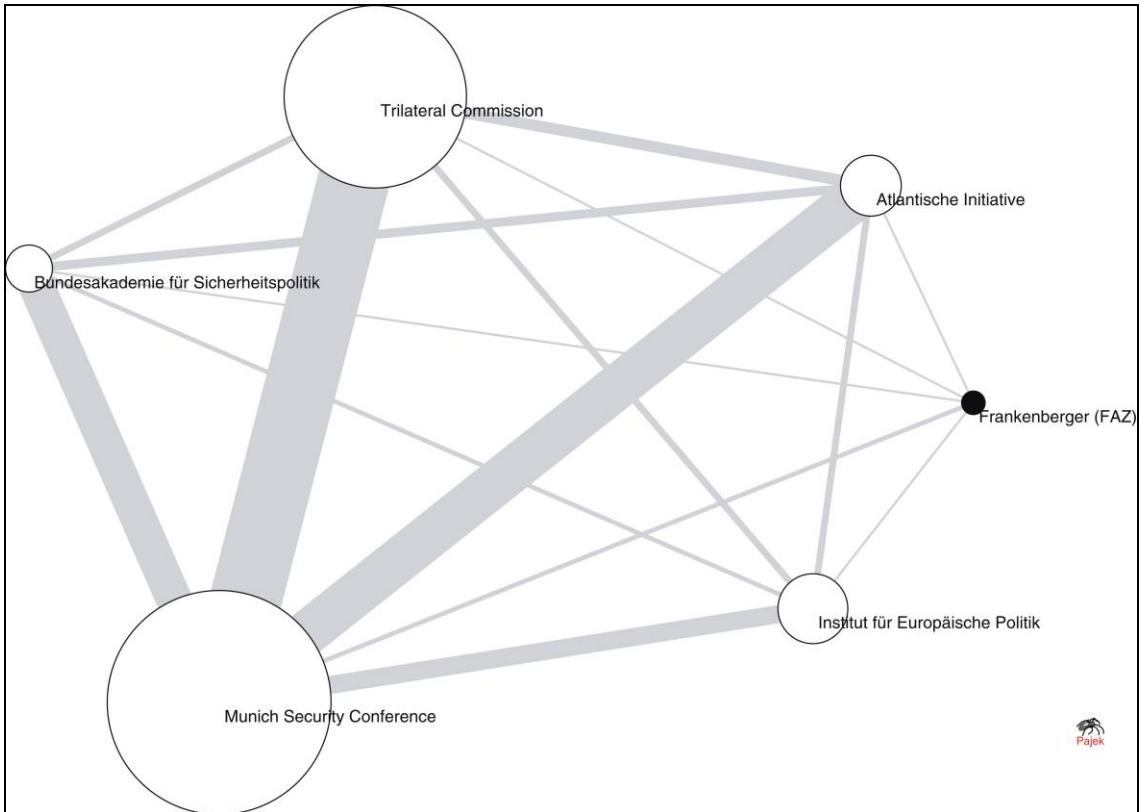 Trilateral Commission
Atlantische Initiative
Bundesakademie für Sicherheitspolitik
Frankenberger (FAZ)
Institut für Europäische Politik
Munich Security Conference
Pajek